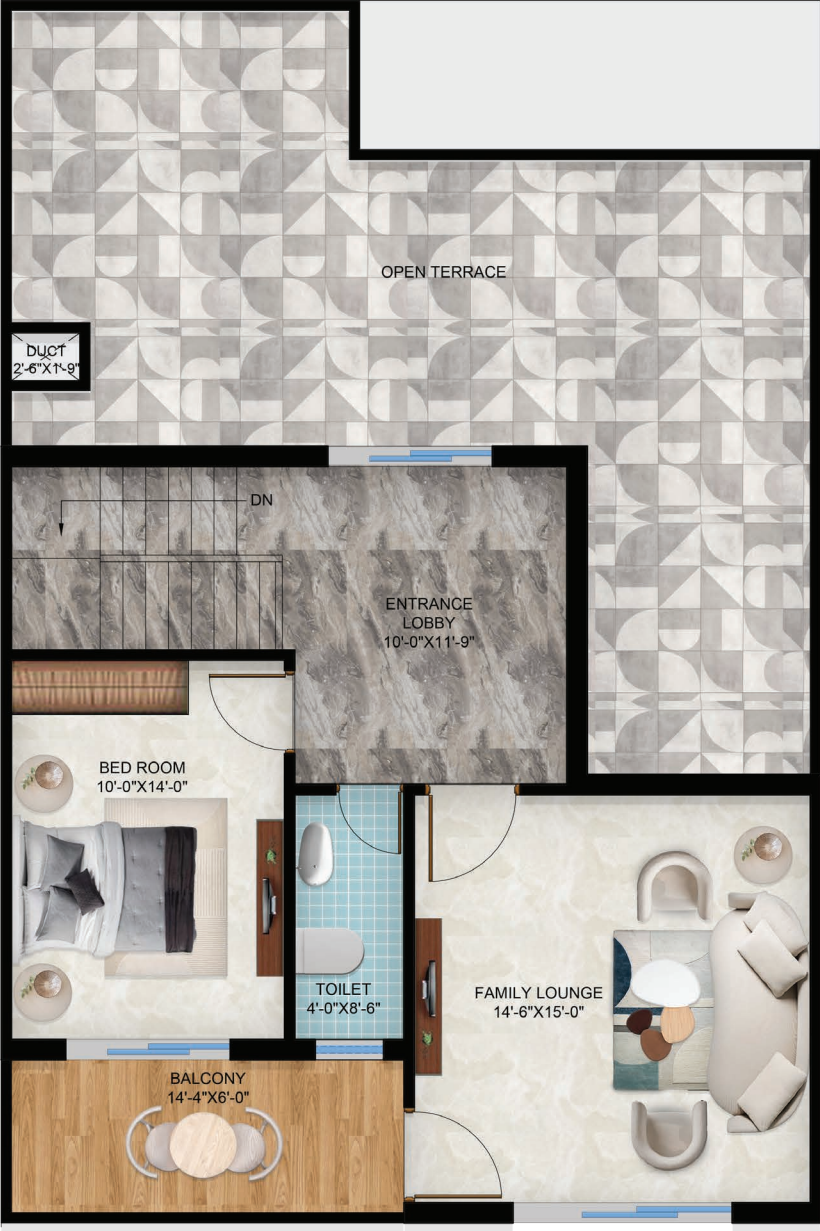 OPEN TERRACE
DUCT
2'-6"X1'-9"
DN
ENTRANCE
LOBBY
10'-0"X11'-9"
BED ROOM
10'-0"X14'-0"
TOILET
4'-0"X8'-6"
FAMILY LOUNGE
14'-6"X15'-0"
BALCONY
14'-4"X6'-0"